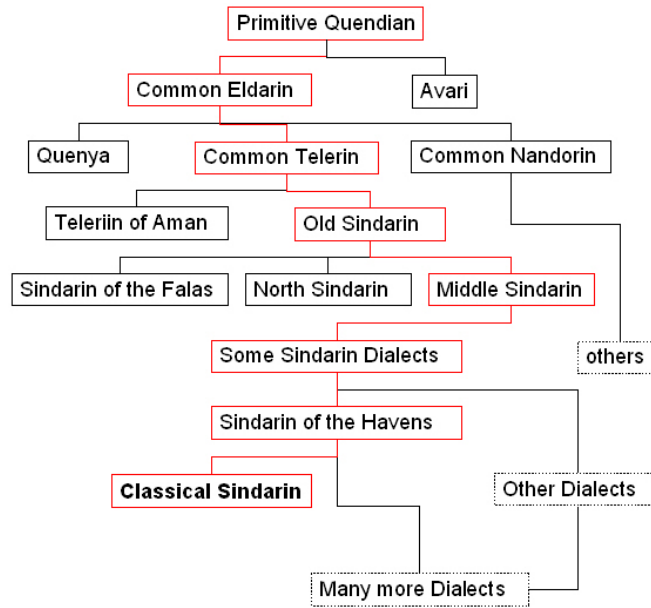 Primitive Quendian
Common Eldarin
Avari
Quenya
Common Telerin
Common Nandorin
Teleriin of Aman
Old Sindarin
Sindarin of the Falas
North Sindarin
Middle Sindarin
Some Sindarin Dialects
others
Sindarin of the Havens
Classical Sindarin
Other Dialects
Many more Dialects